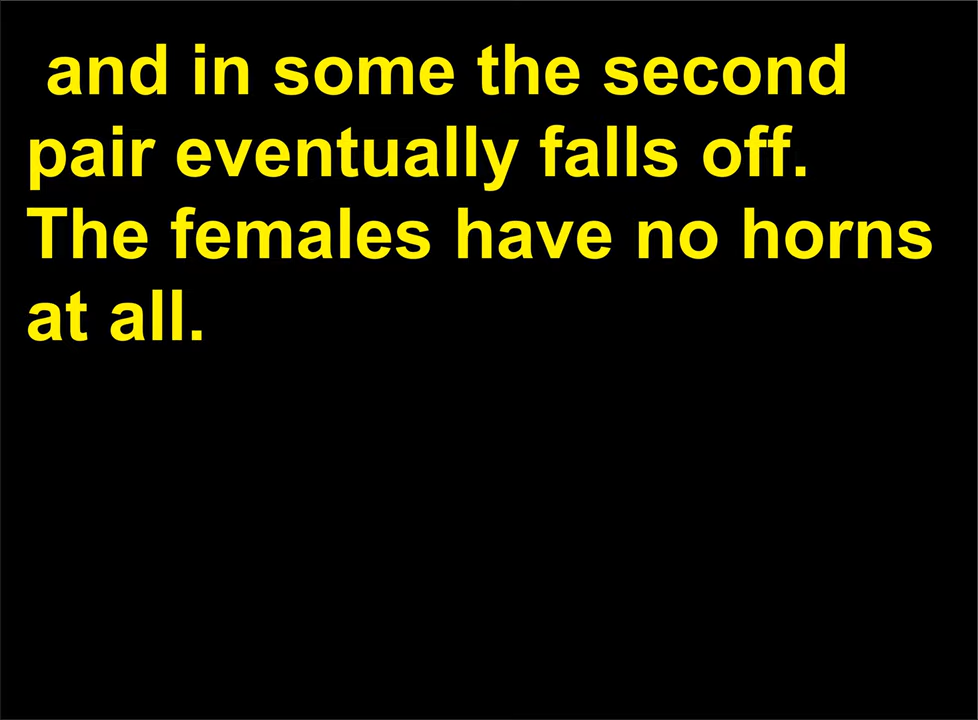 and in some the second
pair eventually falls off.
The females have no horns
at all.